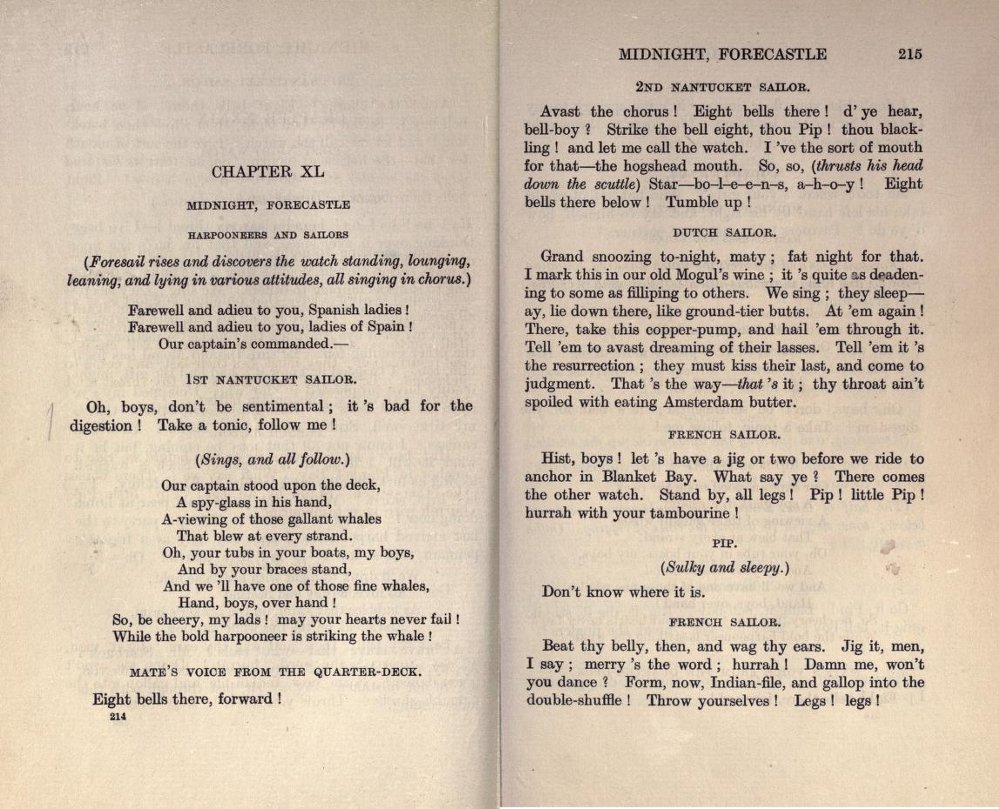 CHAPTER XL
MIDNIGHT, FORECASTLE
HARPOONEERS AND SAILORS
(Foresail rises and discovers the watch standing, lounging,
leaning, and lying in various attitudes, all singing in chorus.)
Farewell and adieu to you, Spanish ladies !
Farewell and adieu to you, ladies of Spain !
Our captain's commanded.—
1ST NANTUCKET SAILOR.
Oh, boys, don't be sentimental ; it 's bad for the
digestion ! Take a tonic, follow me !
(Sings, and all follow.)
Our captain stood upon the deck,
A spy-glass in his hand,
A-viewing of those gallant whales
That blew at every strand.
Oh, your tubs in your boats, my boys,
And by your braces stand,
And we 'll have one of those fine whales,
Hand, boys, over hand !
So, be cheery, my lads ! may your hearts never fail !
While the bold harpooneer is striking the whale !
MATE'S VOICE FROM THE QUARTER-DECK.
Eight bells there, forward !
214
MIDNIGHT, FORECASTLE 215
2ND NANTUCKET SAILOR.
Avast the chorus ! Eight bells there ! d' ye hear,
bell-boy ? Strike the bell eight, thou Pip ! thou black-
ling ! and let me call the watch. I 've the sort of mouth
for that—the hogshead mouth. So, so, (thrusts his head
down the scuttle) Star—bo-l-e-e-n-s, a-h-o-y ! Eight
bells there below ! Tumble up !
DUTCH SAILOR.
Grand snoozing to-night, maty ; fat night for that.
I mark this in our old Mogul's wine ; it 's quite as deaden-
ing to some as filliping to others. We sing ; they sleep—
ay, lie down there, like ground-tier butts. At 'em again !
There, take this copper-pump, and hail 'em through it.
Tell 'em to avast dreaming of their lasses. Tell 'em it 's
the resurrection ; they must kiss their last, and come to
judgment. That 's the way—that 's it ; thy throat ain't
spoiled with eating Amsterdam butter.
FRENCH SAILOR.
Hist, boys ! let 's have a jig or two before we ride to
anchor in Blanket Bay. What say ye ? There comes
the other watch. Stand by, all legs ! Pip ! little Pip !
hurrah with your tambourine !
PIP.
(Sulky and sleepy.)
Don't know where it is.
FRENCH SAILOR.
Beat thy belly, then, and wag thy ears. Jig it, men,
I say ; merry 's the word ; hurrah ! Damn me, won't
you dance ? Form, now, Indian-file, and gallop into the
double-shuffle ! Throw yourselves ! Legs ! legs !